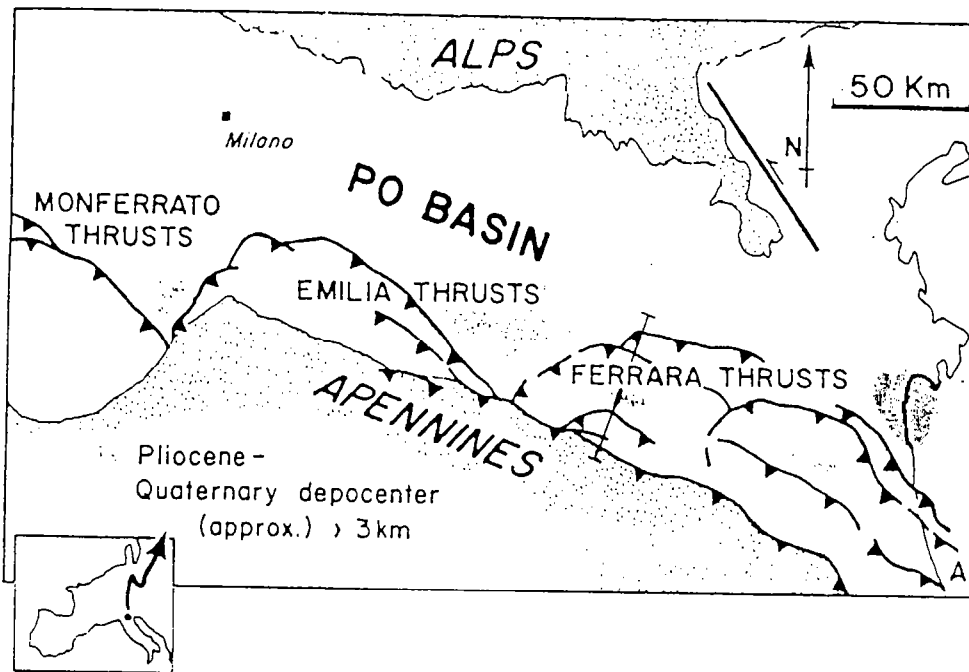 ALPS
50 Km
N
Milano
PO BASIN
MONFERRATO
THRUSTS
EMILIA THRUSTS
FERRARA THRUSTS
APENNINES
Pliocene-
Quaternary depocenter
(approx.) > 3km
A